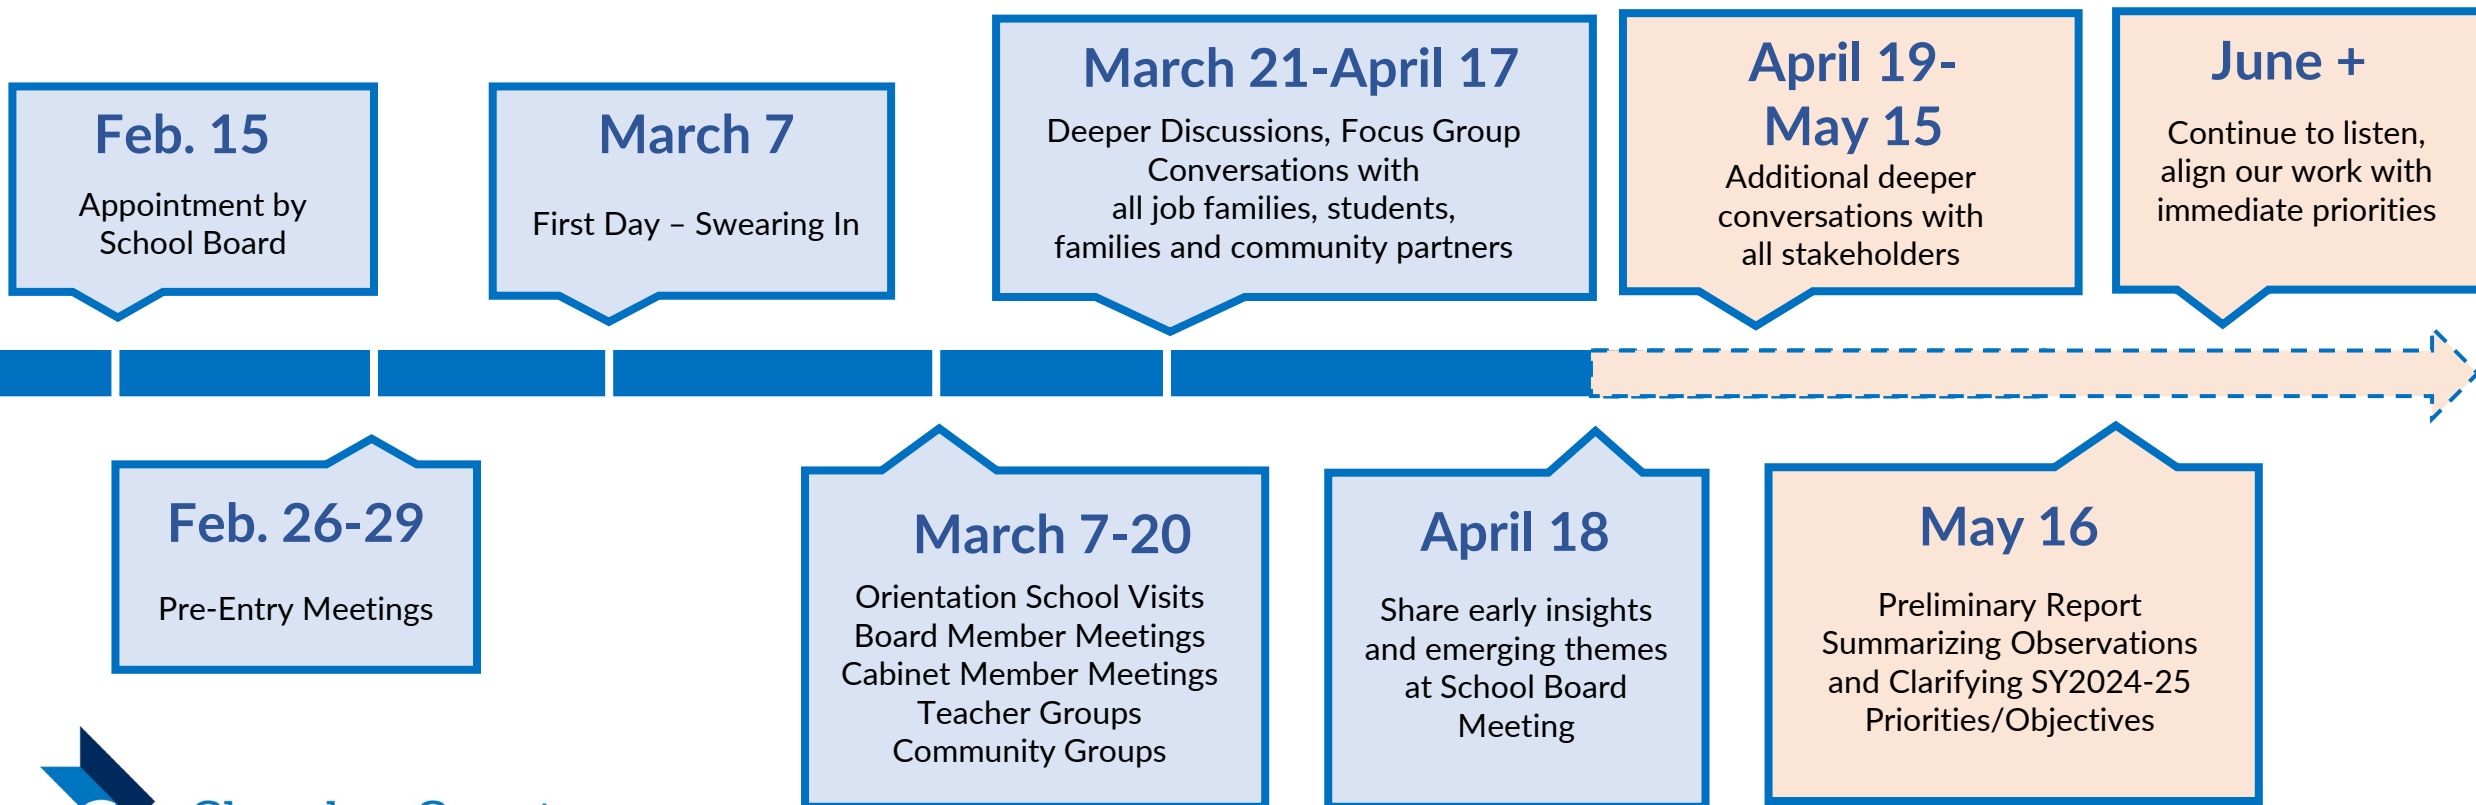 Feb. 15
Appointment by
School Board
Feb. 26-29
Pre-Entry Meetings
March 7
First Day – Swearing In
March 7-20
Orientation School Visits
Board Member Meetings
Cabinet Member Meetings
Teacher Groups
Community Groups
March 21-April 17
Deeper Discussions, Focus Group
Conversations with
all job families, students,
families and community partners
April 18
Share early insights
and emerging themes
at School Board
Meeting
April 19-
May 15
Additional deeper
conversations with
all stakeholders
May 16
Preliminary Report
Summarizing Observations
and Clarifying SY2024-25
Priorities/Objectives
June +
Continue to listen,
align our work with
immediate priorities